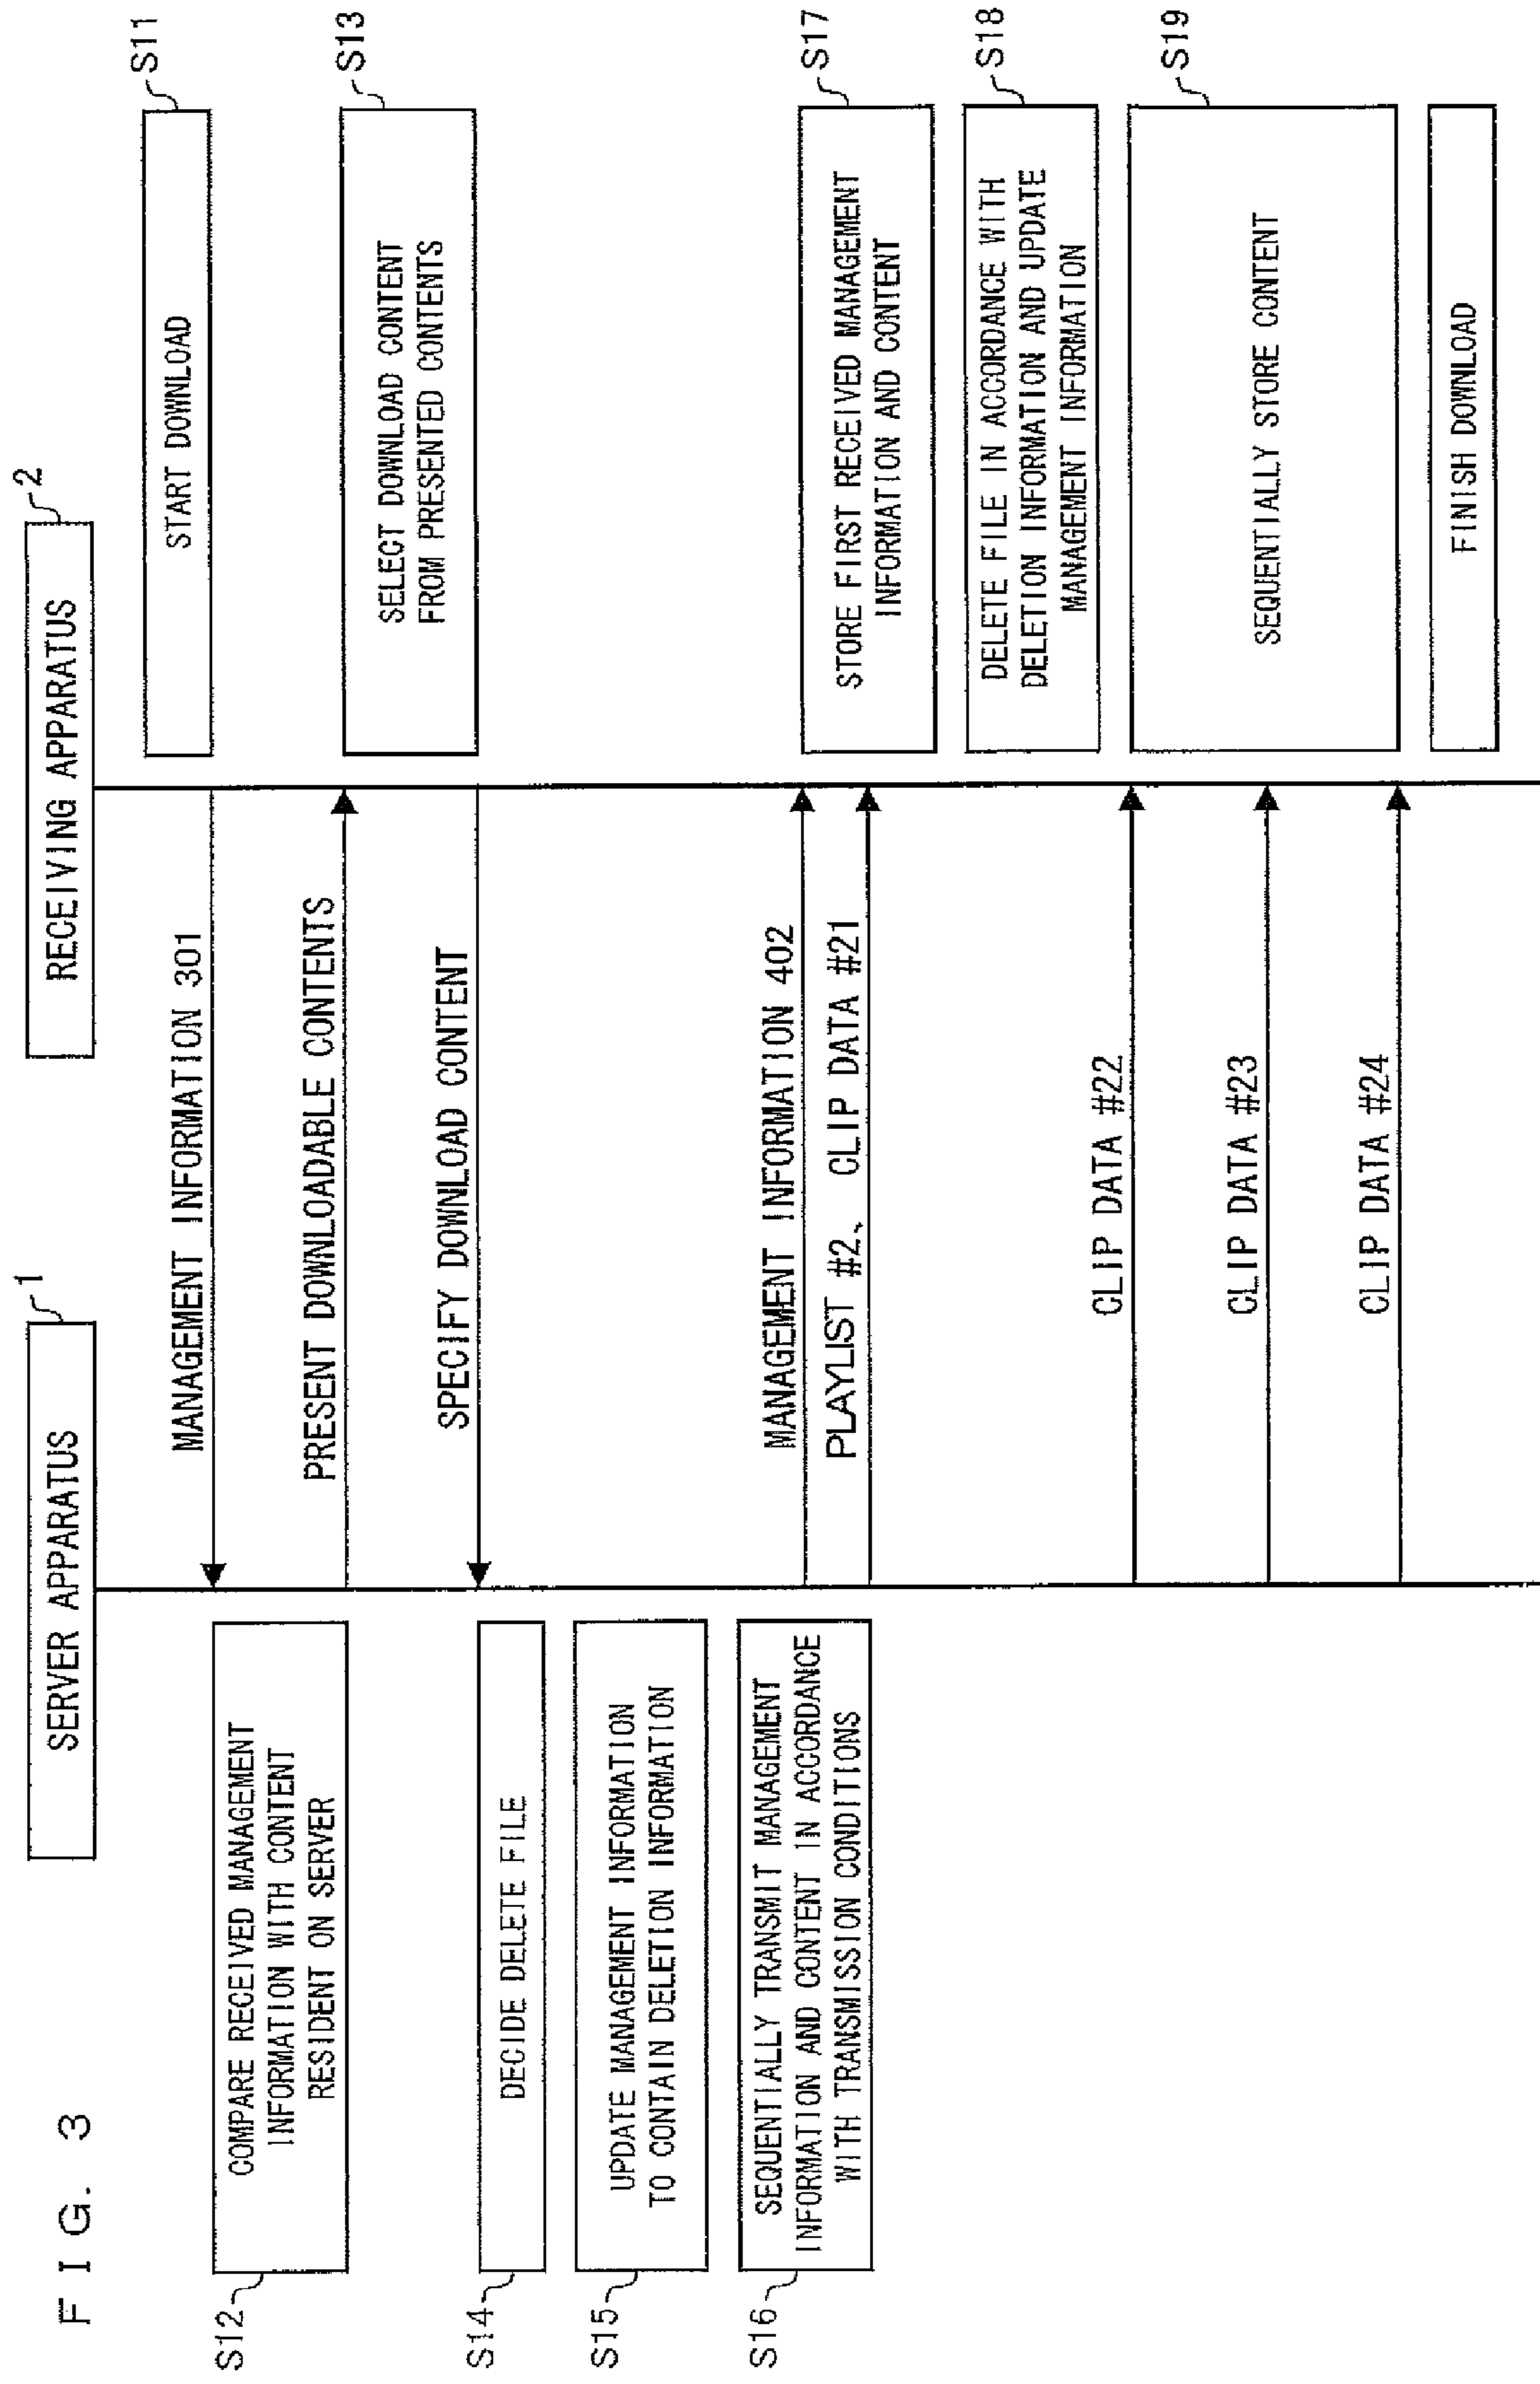 FIG. 3
SERVER APPARATUS
1
RECEIVING APPARATUS
2
START DOWNLOAD
S11
MANAGEMENT INFORMATION 301
S12
COMPARE RECEIVED MANAGEMENT
INFORMATION WITH CONTENT
RESIDENT ON SERVER
PRESENT DOWNLOADABLE CONTENTS
SELECT DOWNLOAD CONTENT
FROM PRESENTED CONTENTS
S13
SPECIFY DOWNLOAD CONTENT
S14
DECIDE DELETE FILE
S15
UPDATE MANAGEMENT INFORMATION
TO CONTAIN DELETION INFORMATION
S16
SEQUENTIALLY TRANSMIT MANAGEMENT
INFORMATION AND CONTENT IN ACCORDANCE
WITH TRANSMISSION CONDITIONS
MANAGEMENT INFORMATION 402
PLAYLIST #2、 CLIP DATA #21
STORE FIRST RECEIVED MANAGEMENT
INFORMATION AND CONTENT
S17
DELETE FILE IN ACCORDANCE WITH
DELETION INFORMATION AND UPDATE
MANAGEMENT INFORMATION
S18
CLIP DATA #22
CLIP DATA #23
CLIP DATA #24
SEQUENTIALLY STORE CONTENT
S19
FINISH DOWNLOAD